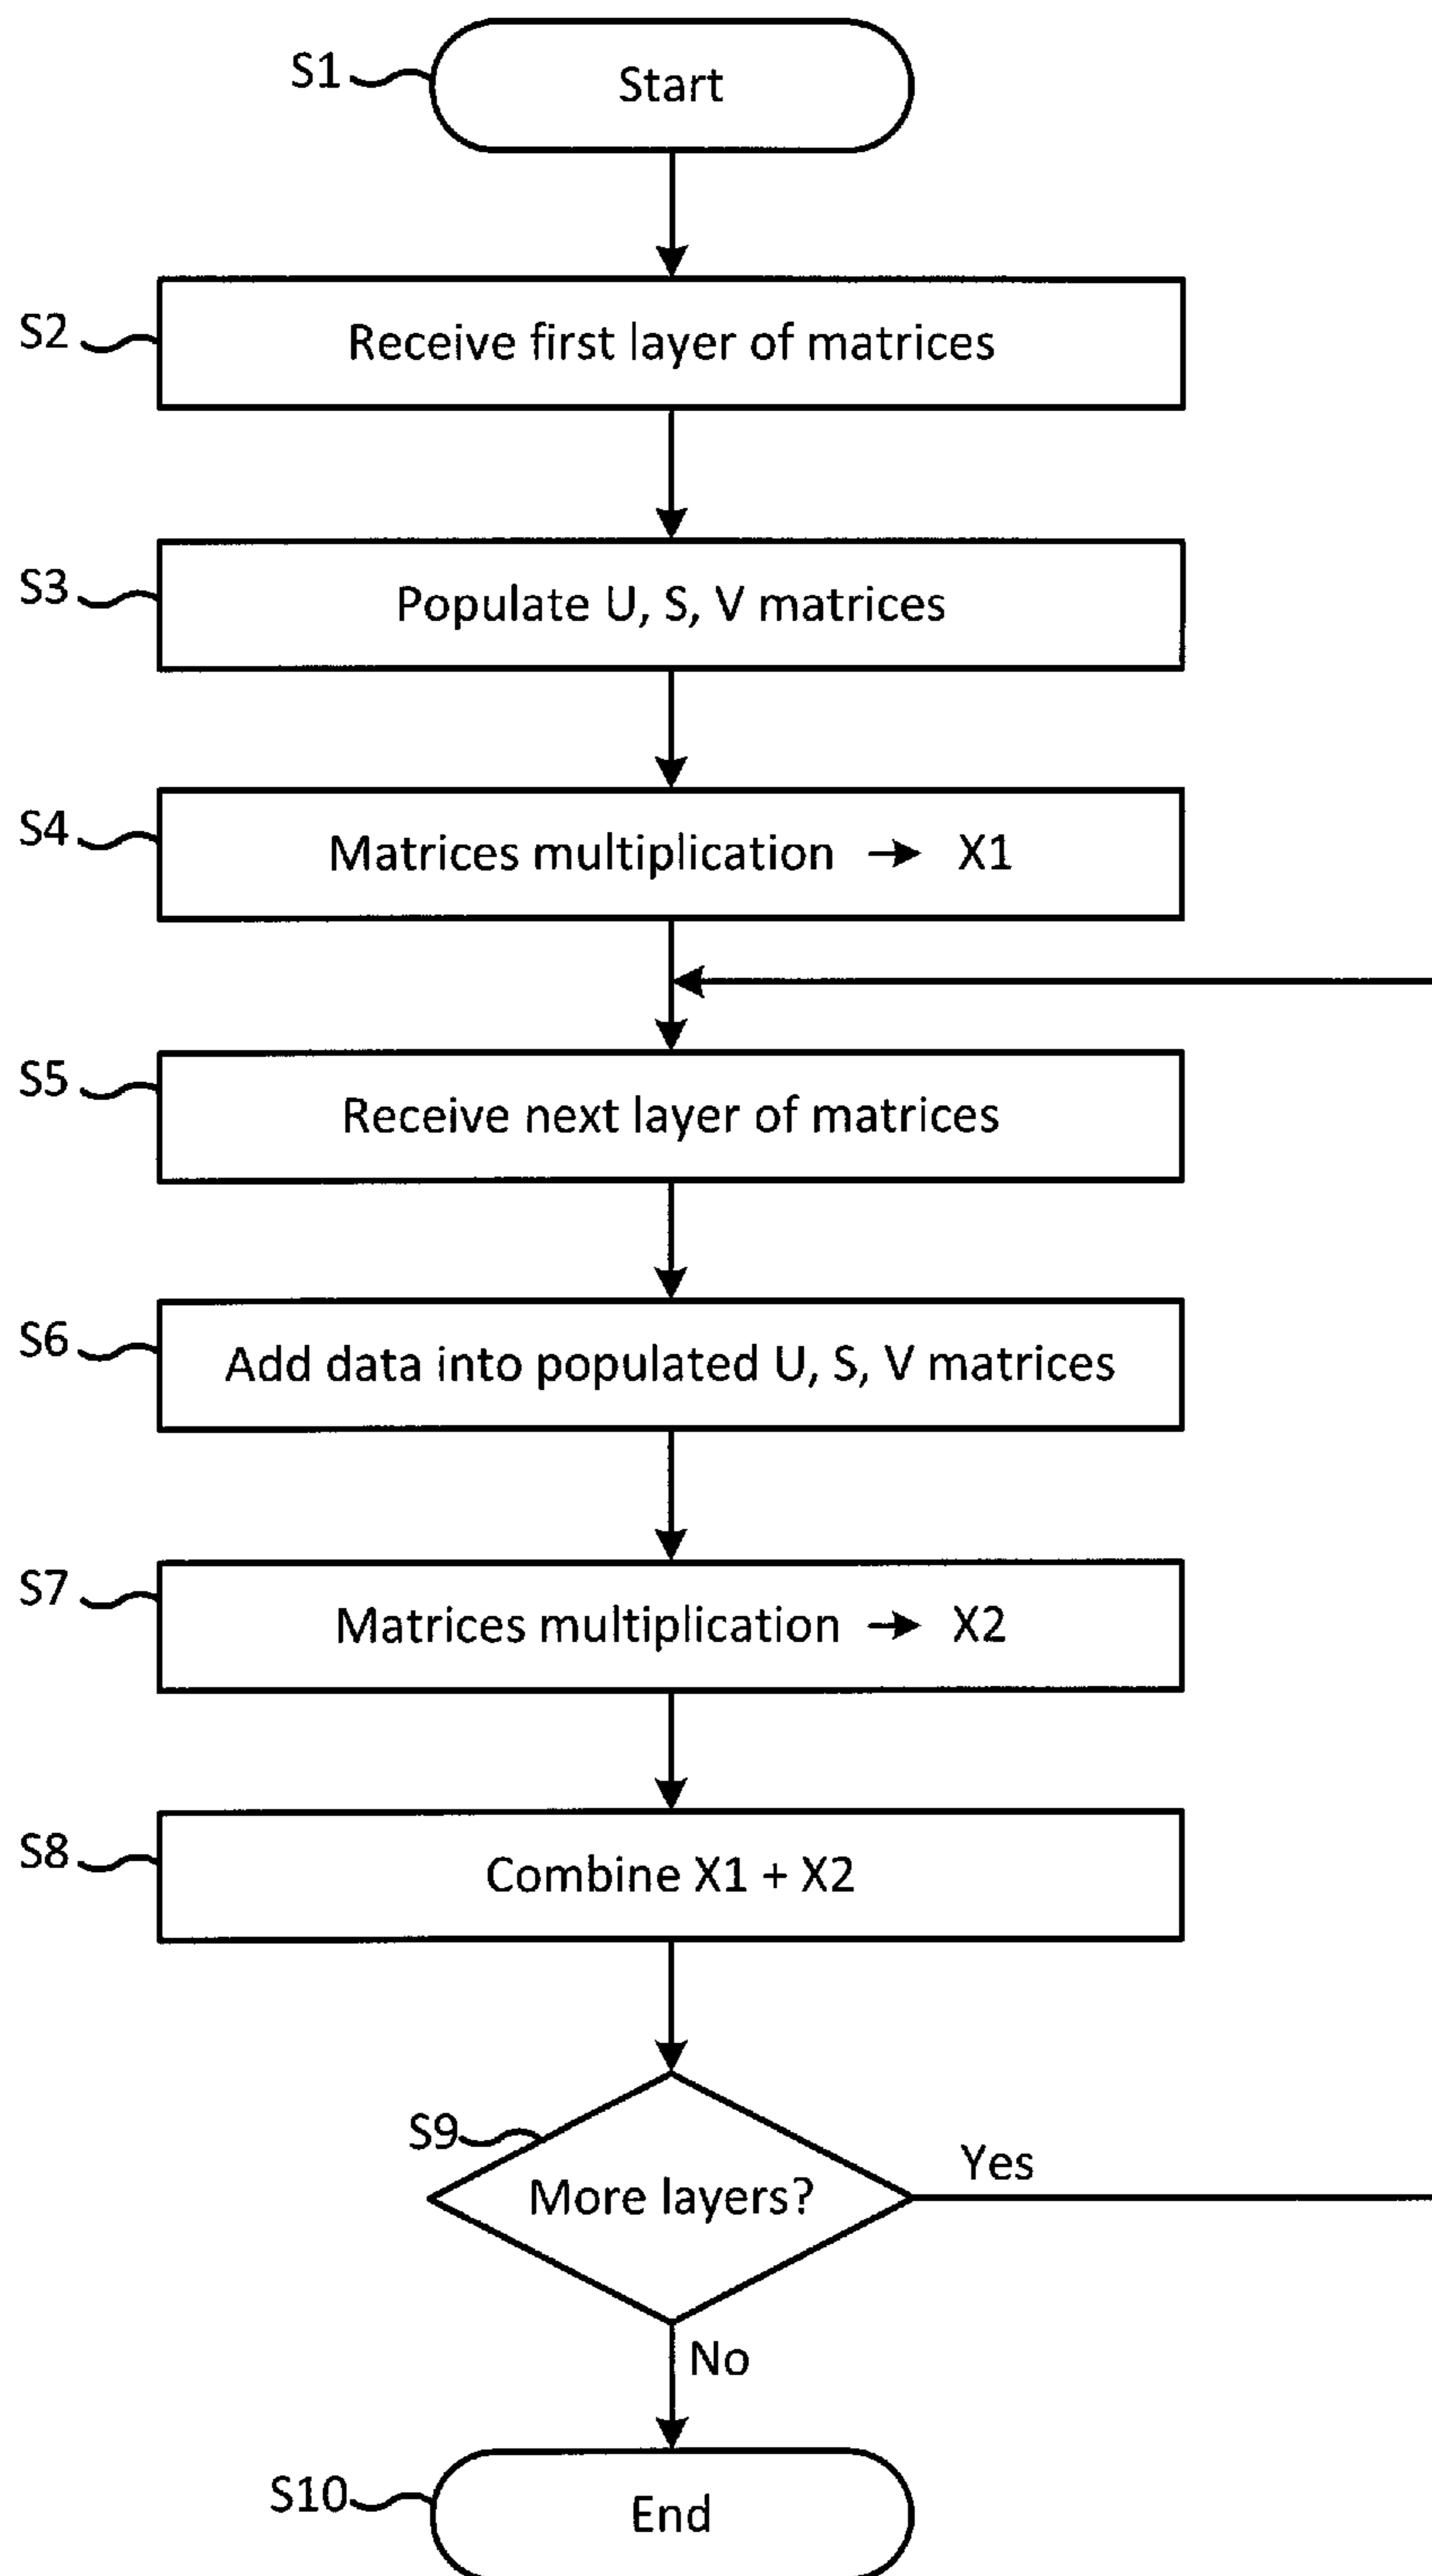 S1
Start
S2
Receive first layer of matrices
S3
Populate U, S, V matrices
S4
Matrices multiplication → X1
S5
Receive next layer of matrices
S6
Add data into populated U, S, V matrices
S7
Matrices multiplication → X2
S8
Combine X1 + X2
S9
More layers?
Yes
No
S10
End